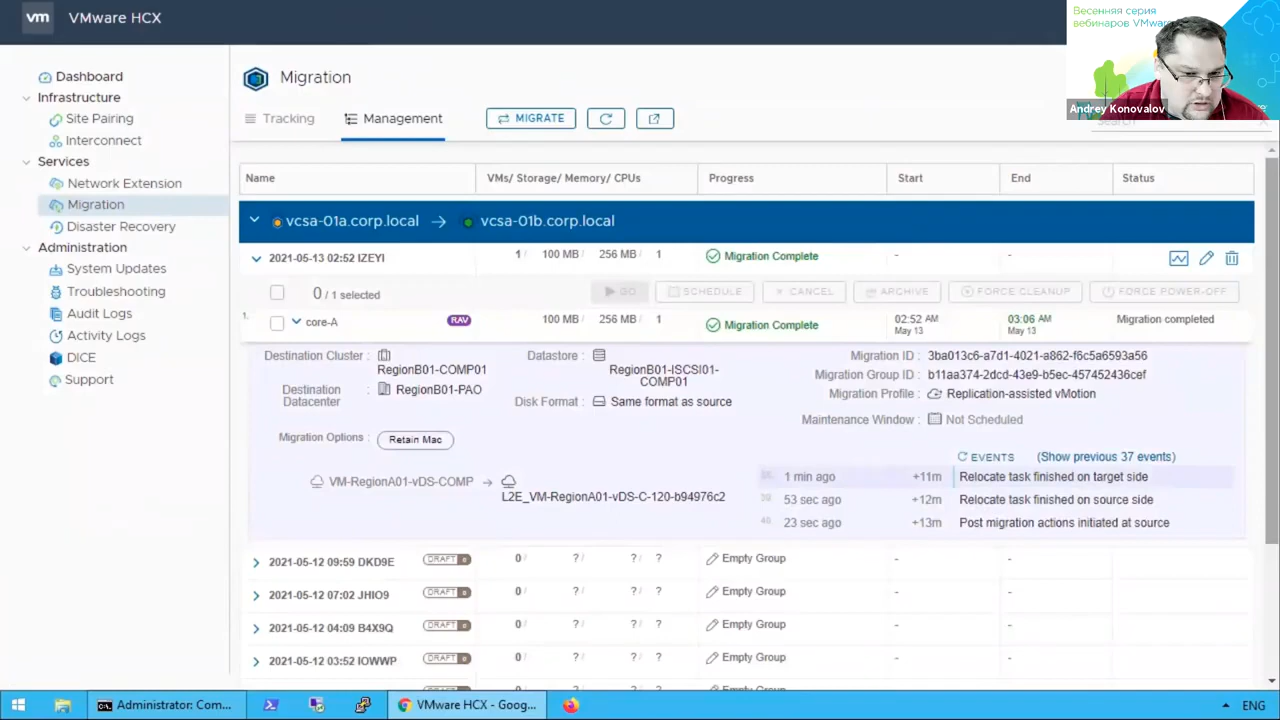 vm VMware HCX
Весенняя серия
вебинаров VMware
Andrey Konovalov
Search
Dashboard
Infrastructure
Site Pairing
Interconnect
Services
Network Extension
Migration
Disaster Recovery
Administration
System Updates
Troubleshooting
Audit Logs
Activity Logs
DICE
Support
Migration
Tracking Management MIGRATE
Name VMs/ Storage/ Memory/ CPUs Progress Start End Status
vcsa-01a.corp.local → vcsa-01b.corp.local
2021-05-13 02:52 IZEYI 1/ 100 MB/ 256 MB/ 1 Migration Complete - -
0 / 1 selected GO SCHEDULE CANCEL ARCHIVE FORCE CLEANUP FORCE POWER-OFF
1. core-A RAV 100 MB/ 256 MB/ 1 Migration Complete 02:52 AM May 13 03:06 AM May 13 Migration completed
Destination Cluster : RegionB01-COMP01
Destination Datacenter : RegionB01-PAO
Migration Options : Retain Mac
VM-RegionA01-vDS-COMP → L2E_VM-RegionA01-vDS-C-120-b94976c2
Datastore : RegionB01-ISCSI01-
COMP01
Disk Format : Same format as source
Migration ID : 3ba013c6-a7d1-4021-a862-f6c5a6593a56
Migration Group ID : b11aa374-2dcd-43e9-b5ec-457452436cef
Migration Profile : Replication-assisted vMotion
Maintenance Window : Not Scheduled
EVENTS (Show previous 37 events)
1 min ago +11m Relocate task finished on target side
53 sec ago +12m Relocate task finished on source side
23 sec ago +13m Post migration actions initiated at source
2021-05-12 09:59 DKD9E DRAFT 0/ ?/ ?/ ? Empty Group - -
2021-05-12 07:02 JHIO9 DRAFT 0/ ?/ ?/ ? Empty Group - -
2021-05-12 04:09 B4X9Q DRAFT 0/ ?/ ?/ ? Empty Group - -
2021-05-12 03:52 IOWWP DRAFT 0/ ?/ ?/ ? Empty Group - -
DRAFT Empty Group
Administrator: Com... VMware HCX - Goog... ENG